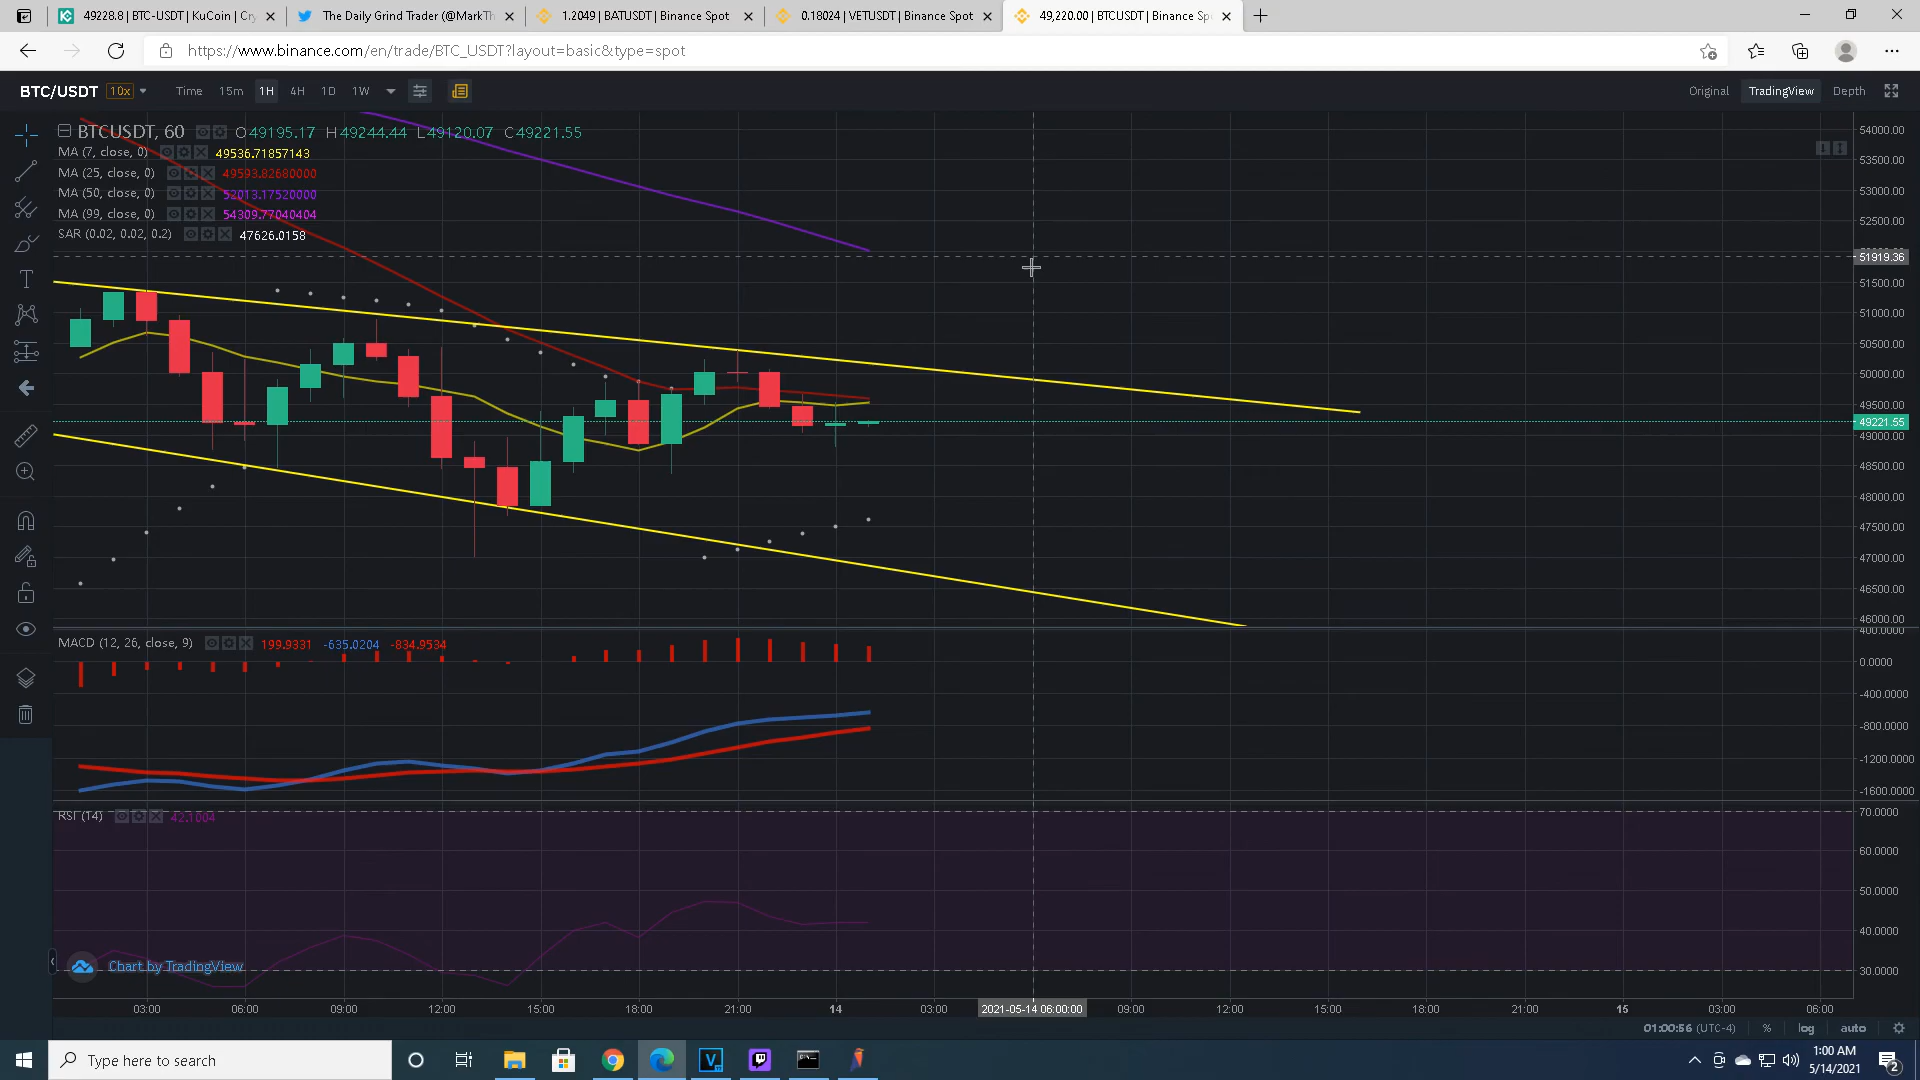 49228.8 | BTC-USDT | KuCoin | Cry
The Daily Grind Trader (@MarkTh
1.2049 | BATUSDT | Binance Spot
0.18024 | VETUSDT | Binance Spot
49,220.00 | BTCUSDT | Binance Sp
https://www.binance.com/en/trade/BTC_USDT?layout=basic&type=spot
BTC/USDT 10x Time 15m 1H 4H 1D 1W Original TradingView Depth
BTCUSDT, 60 O49195.17 H49244.44 L49120.07 C49221.55
MA (7, close, 0) 49536.71857143
MA (25, close, 0) 49593.82680000
MA (50, close, 0) 52013.17520000
MA (99, close, 0) 54309.77040404
SAR (0.02, 0.02, 0.2) 47626.0158
54000.00
53500.00
53000.00
52500.00
51919.36
51500.00
51000.00
50500.00
50000.00
49500.00
49221.55
49000.00
48500.00
48000.00
47500.00
47000.00
46500.00
46000.00
MACD (12, 26, close, 9) 199.9331 -635.0204 -834.9534
400.0000
0.0000
-400.0000
-800.0000
-1200.0000
-1600.0000
RSI (14) 42.1004
70.0000
60.0000
50.0000
40.0000
30.0000
Chart by TradingView
03:00 06:00 09:00 12:00 15:00 18:00 21:00 14 03:00 2021-05-14 06:00:00 09:00 12:00 15:00 18:00 21:00 15 03:00 06:00
01:00:56 (UTC-4) % log auto
Type here to search
1:00 AM
5/14/2021
2